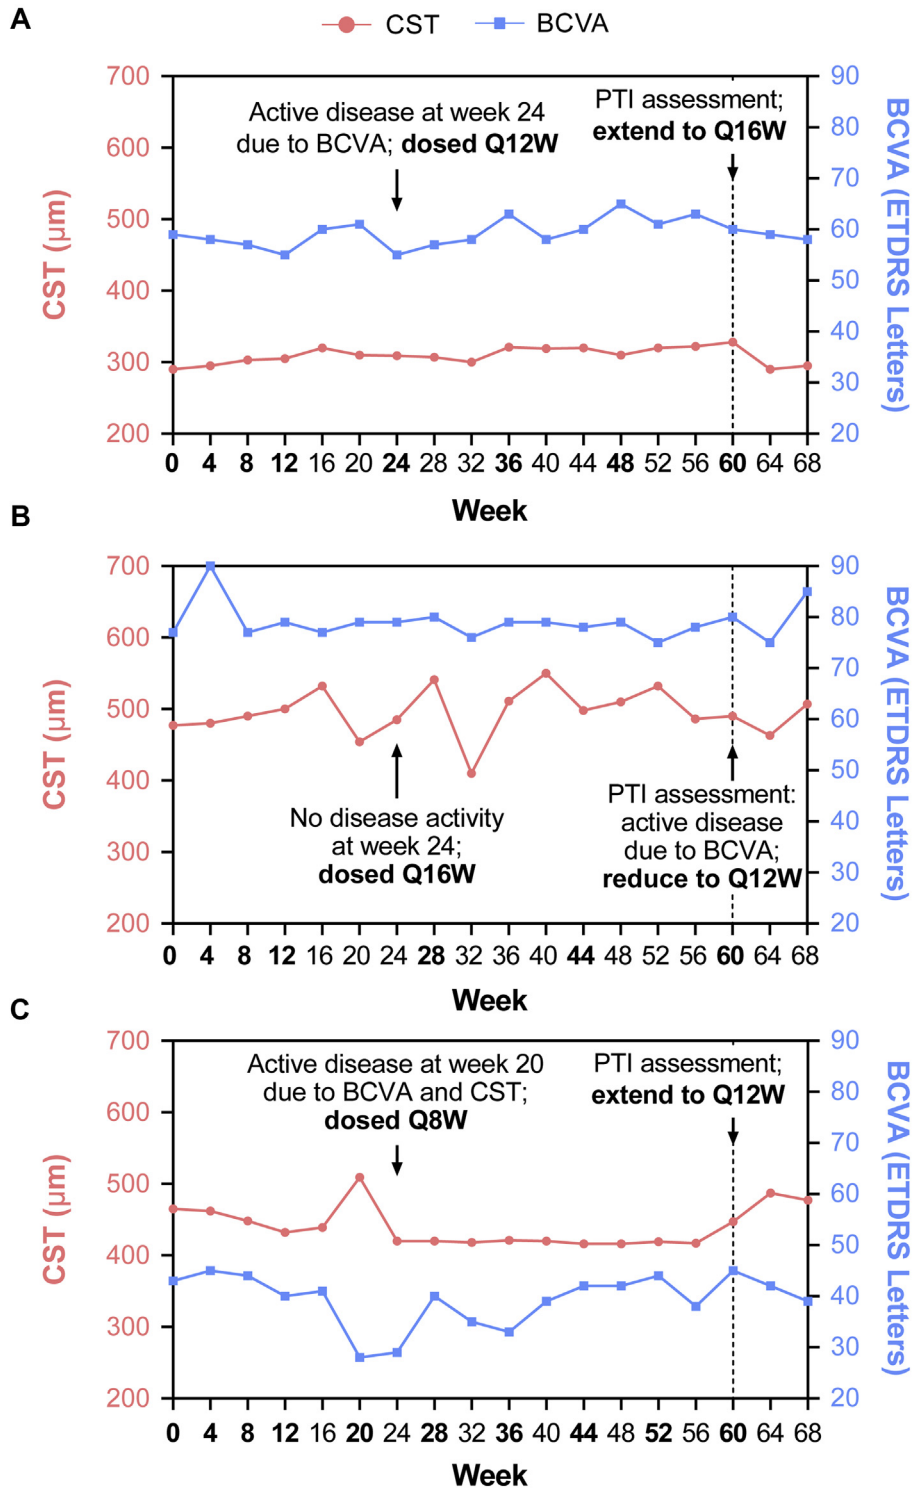 A
CST BCVA
700 90
600 80
500 70
400 60
300 50
200 40
30
20
CST (μm)
BCVA (ETDRS Letters)
Active disease at week 24
due to BCVA; dosed Q12W
PTI assessment;
extend to Q16W
0 4 8 12 16 20 24 28 32 36 40 44 48 52 56 60 64 68
Week
B
700 90
600 80
500 70
400 60
300 50
200 40
30
20
CST (μm)
BCVA (ETDRS Letters)
No disease activity
at week 24;
dosed Q16W
PTI assessment:
active disease
due to BCVA;
reduce to Q12W
0 4 8 12 16 20 24 28 32 36 40 44 48 52 56 60 64 68
Week
C
700 90
600 80
500 70
400 60
300 50
200 40
30
20
CST (μm)
BCVA (ETDRS Letters)
Active disease at week 20
due to BCVA and CST;
dosed Q8W
PTI assessment;
extend to Q12W
0 4 8 12 16 20 24 28 32 36 40 44 48 52 56 60 64 68
Week